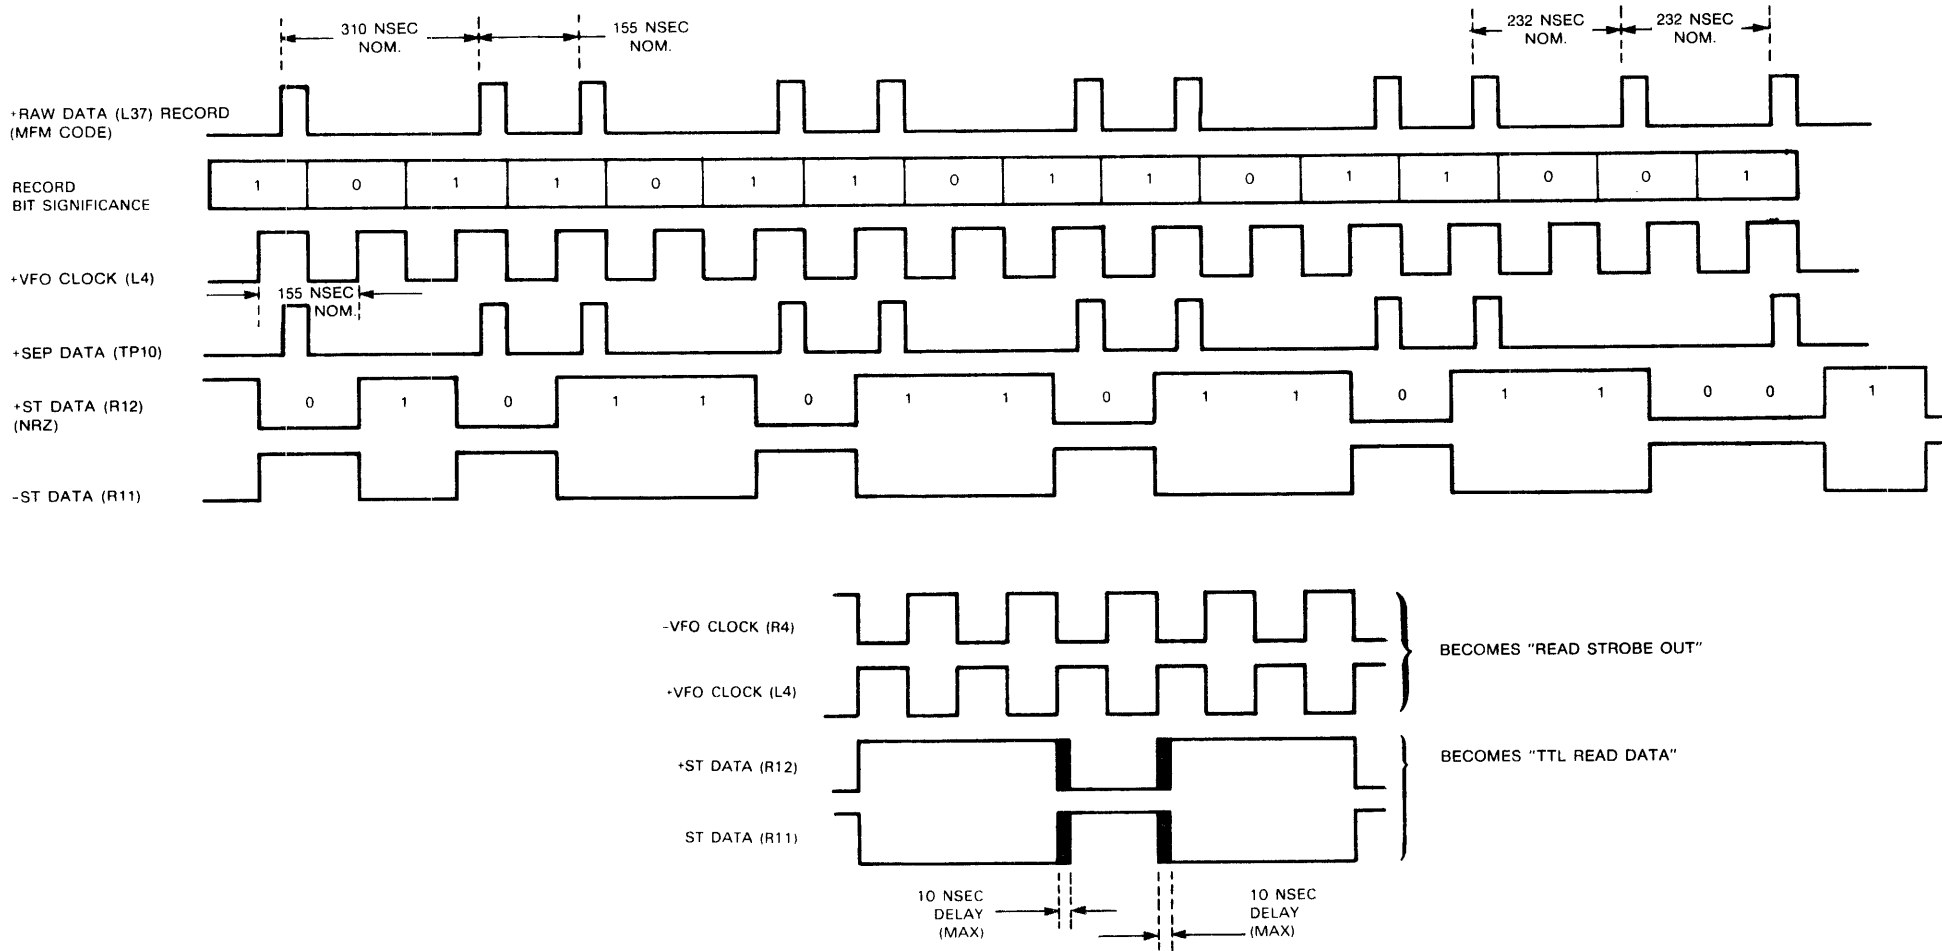 310 NSEC
NOM.
155 NSEC
NOM.
232 NSEC
NOM.
232 NSEC
NOM.
+RAW DATA (L37) RECORD
(MFM CODE)
RECORD
BIT SIGNIFICANCE
1 0 1 1 0 1 1 0 1 1 0 1 1 0 0 1
+VFO CLOCK (L4)
155 NSEC
NOM.
+SEP DATA (TP10)
+ST DATA (R12)
(NRZ)
0 1 0 1 1 0 1 1 0 1 1 0 1 1 0 0 1
-ST DATA (R11)
-VFO CLOCK (R4)
+VFO CLOCK (L4)
BECOMES "READ STROBE OUT"
+ST DATA (R12)
ST DATA (R11)
BECOMES "TTL READ DATA"
10 NSEC
DELAY
(MAX)
10 NSEC
DELAY
(MAX)